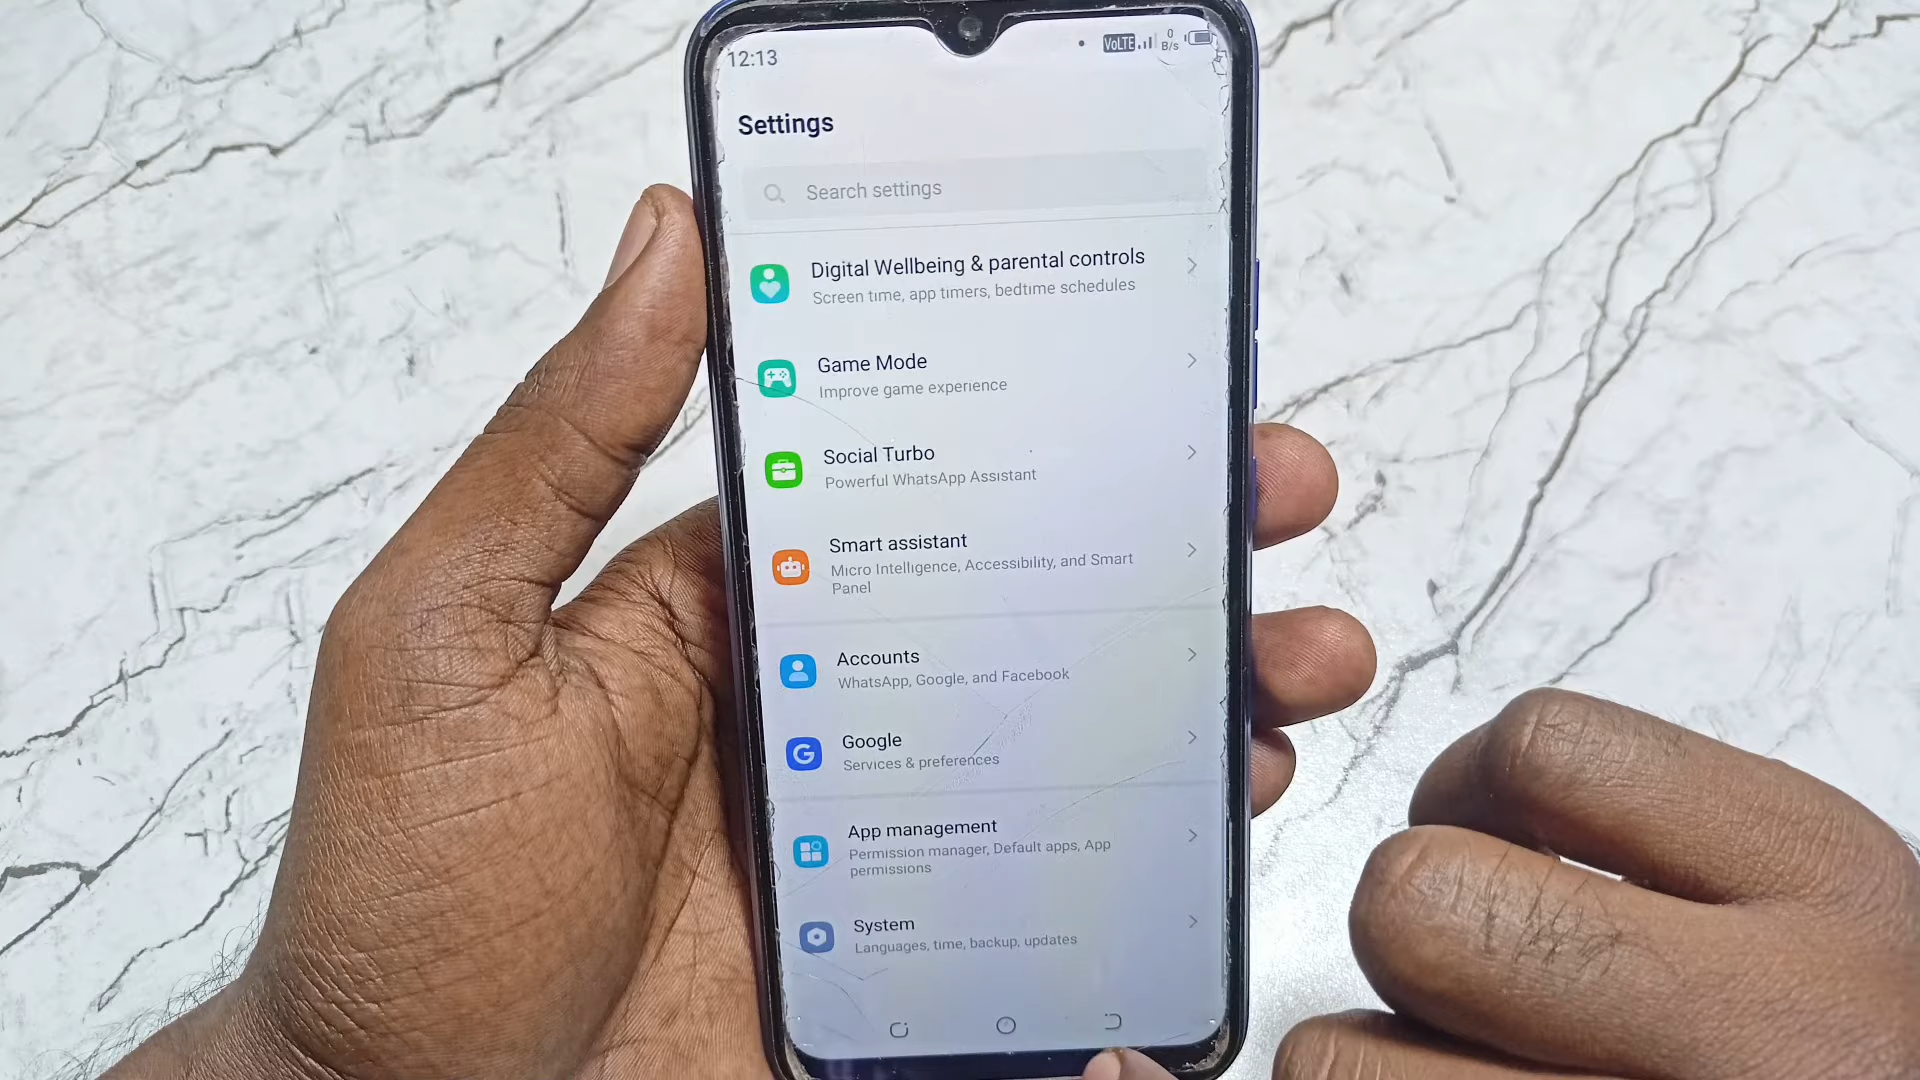 12:13
VoLTE 0 B/s
Settings
Search settings
Digital Wellbeing & parental controls
Screen time, app timers, bedtime schedules
Game Mode
Improve game experience
Social Turbo
Powerful WhatsApp Assistant
Smart assistant
Micro Intelligence, Accessibility, and Smart
Panel
Accounts
WhatsApp, Google, and Facebook
Google
Services & preferences
App management
Permission manager, Default apps, App
permissions
System
Languages, time, backup, updates